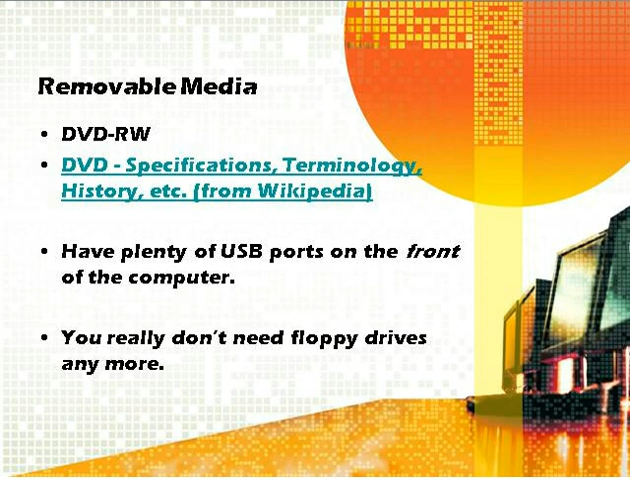 Removable Media
• DVD-RW
• DVD - Specifications, Terminology,
History, etc. (from Wikipedia)
• Have plenty of USB ports on the front
of the computer.
• You really don't need floppy drives
any more.